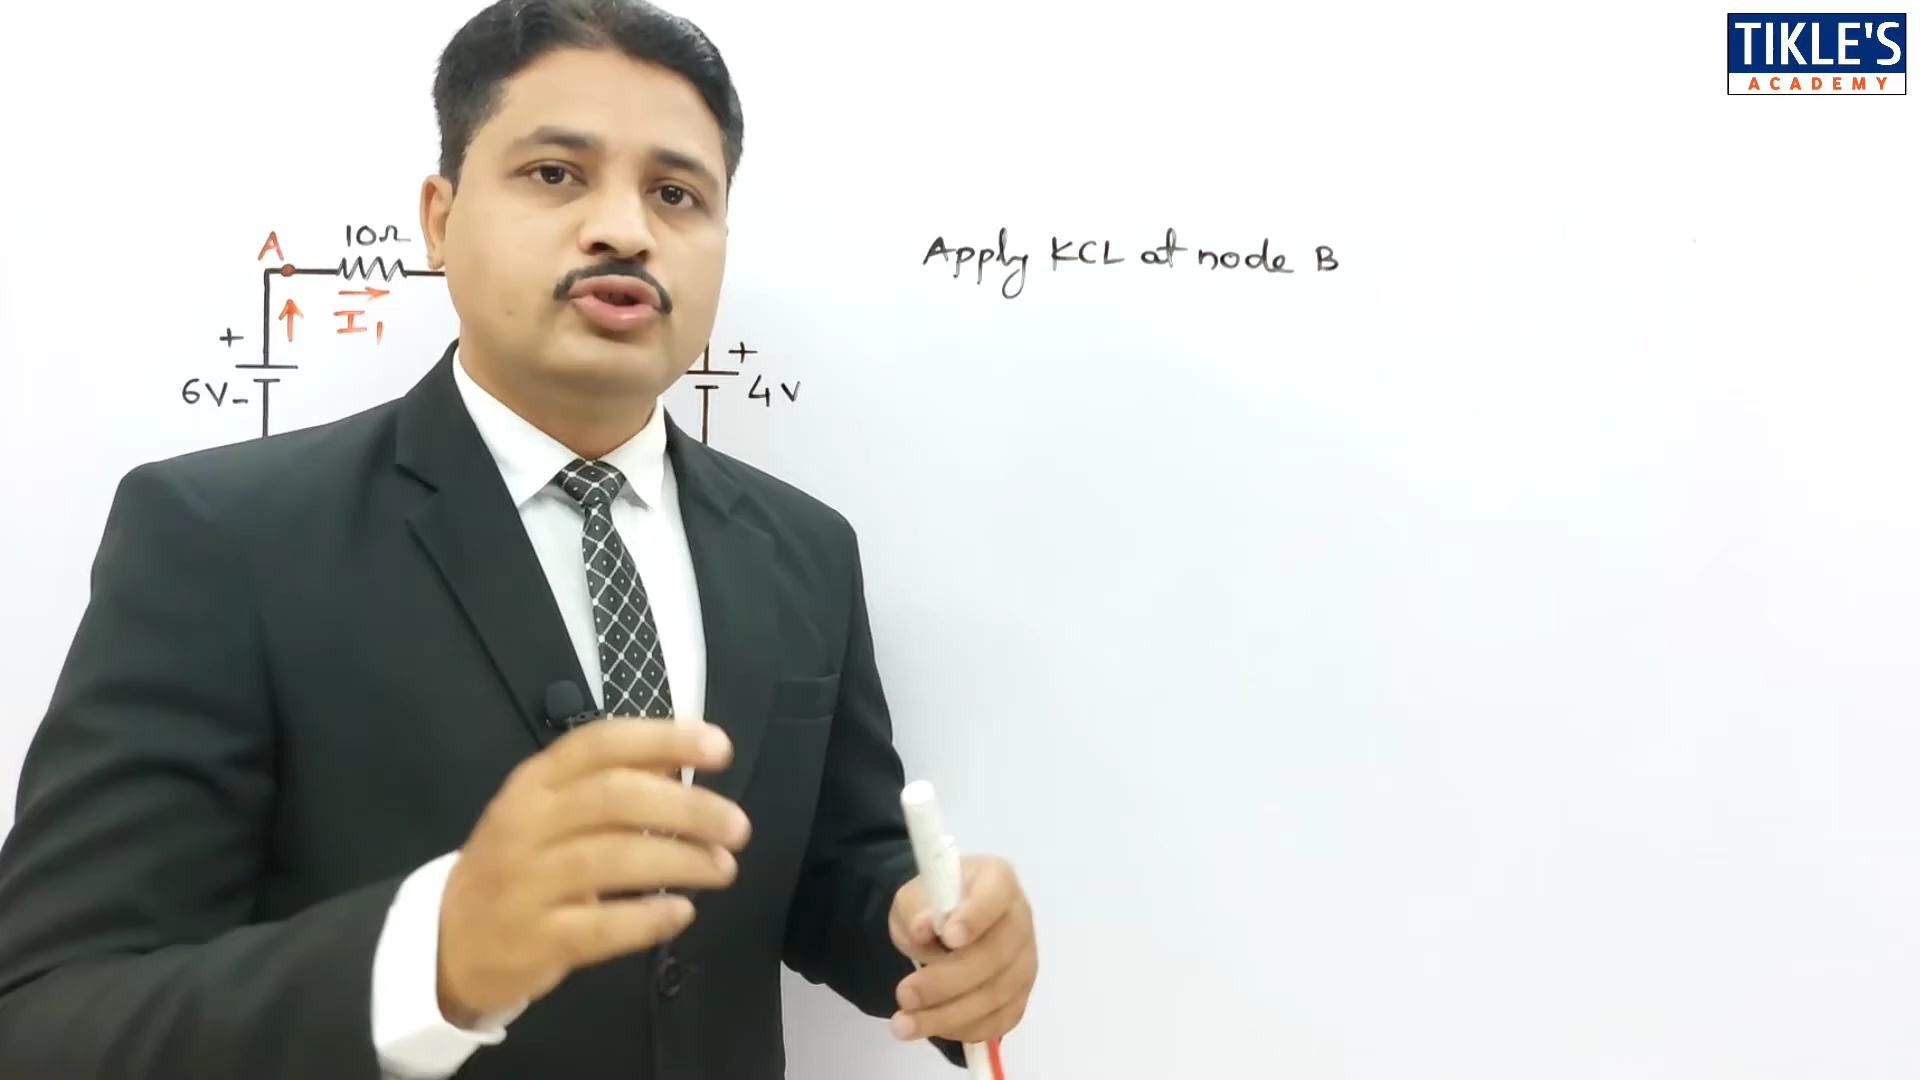 TIKLE'S
ACADEMY
A
10Ω
I₁
+
6V-
+
4V
Apply KCL at node B